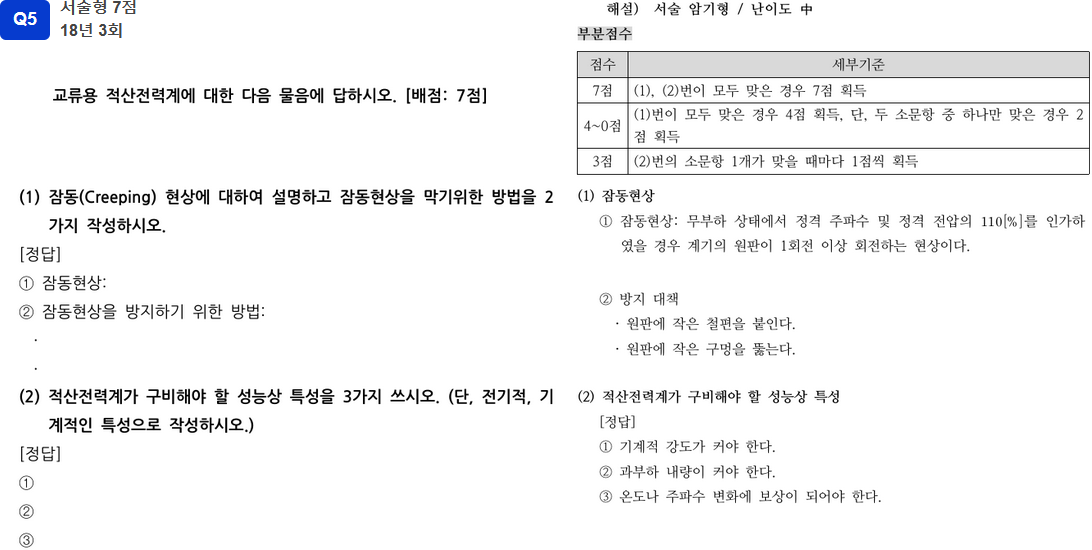 Q5
서술형 7점
18년 3회
교류용 적산전력계에 대한 다음 물음에 답하시오. [배점: 7점]
(1) 잠동(Creeping) 현상에 대하여 설명하고 잠동현상을 막기위한 방법을 2
가지 작성하시오.
[정답]
① 잠동현상:
② 잠동현상을 방지하기 위한 방법:
·
·
(2) 적산전력계가 구비해야 할 성능상 특성을 3가지 쓰시오. (단, 전기적, 기
계적인 특성으로 작성하시오.)
[정답]
①
②
③
해설) 서술 암기형 / 난이도 中
부분점수
점수 세부기준
7점 (1), (2)번이 모두 맞은 경우 7점 획득
4~0점 (1)번이 모두 맞은 경우 4점 획득, 단, 두 소문항 중 하나만 맞은 경우 2
점 획득
3점 (2)번의 소문항 1개가 맞을 때마다 1점씩 획득
(1) 잠동현상
① 잠동현상: 무부하 상태에서 정격 주파수 및 정격 전압의 110[%]를 인가하
였을 경우 계기의 원판이 1회전 이상 회전하는 현상이다.
② 방지 대책
· 원판에 작은 철편을 붙인다.
· 원판에 작은 구멍을 뚫는다.
(2) 적산전력계가 구비해야 할 성능상 특성
[정답]
① 기계적 강도가 커야 한다.
② 과부하 내량이 커야 한다.
③ 온도나 주파수 변화에 보상이 되어야 한다.